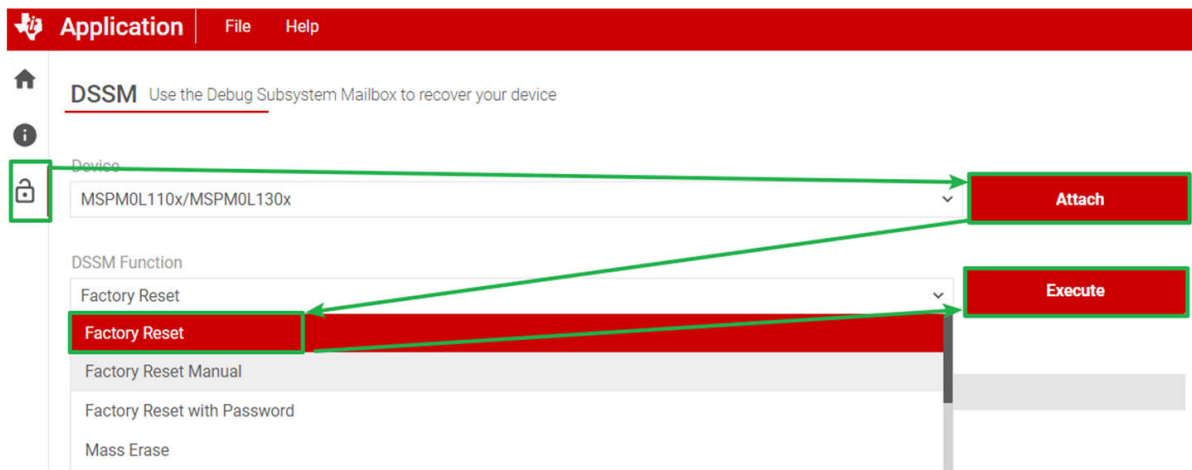 Application File Help
DSSM Use the Debug Subsystem Mailbox to recover your device
Device
MSPM0L110x/MSPM0L130x
Attach
DSSM Function
Factory Reset
Execute
Factory Reset
Factory Reset Manual
Factory Reset with Password
Mass Erase